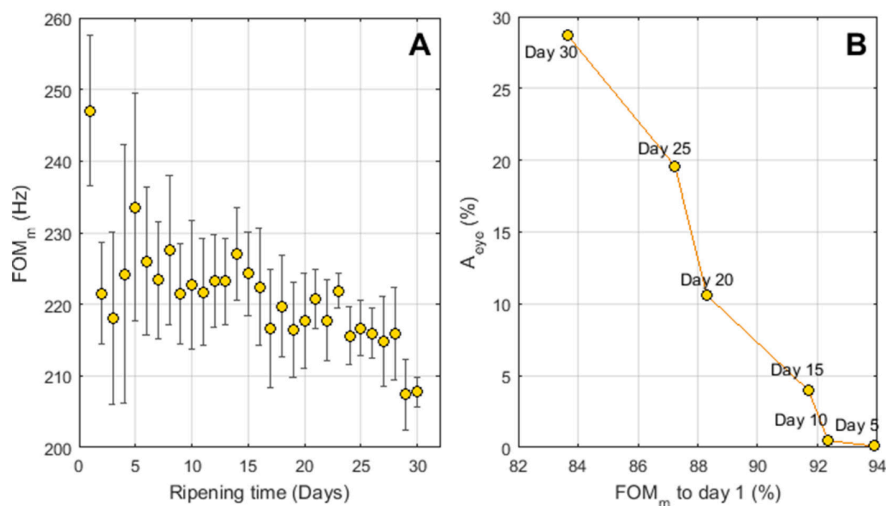 A
260
250
240
230
220
210
200
FOMm (Hz)
0 5 10 15 20 25 30
Ripening time (Days)
B
30
25
20
15
10
5
0
Aeye (%)
Day 30
Day 25
Day 20
Day 15
Day 10 Day 5
82 84 86 88 90 92 94
FOMm to day 1 (%)